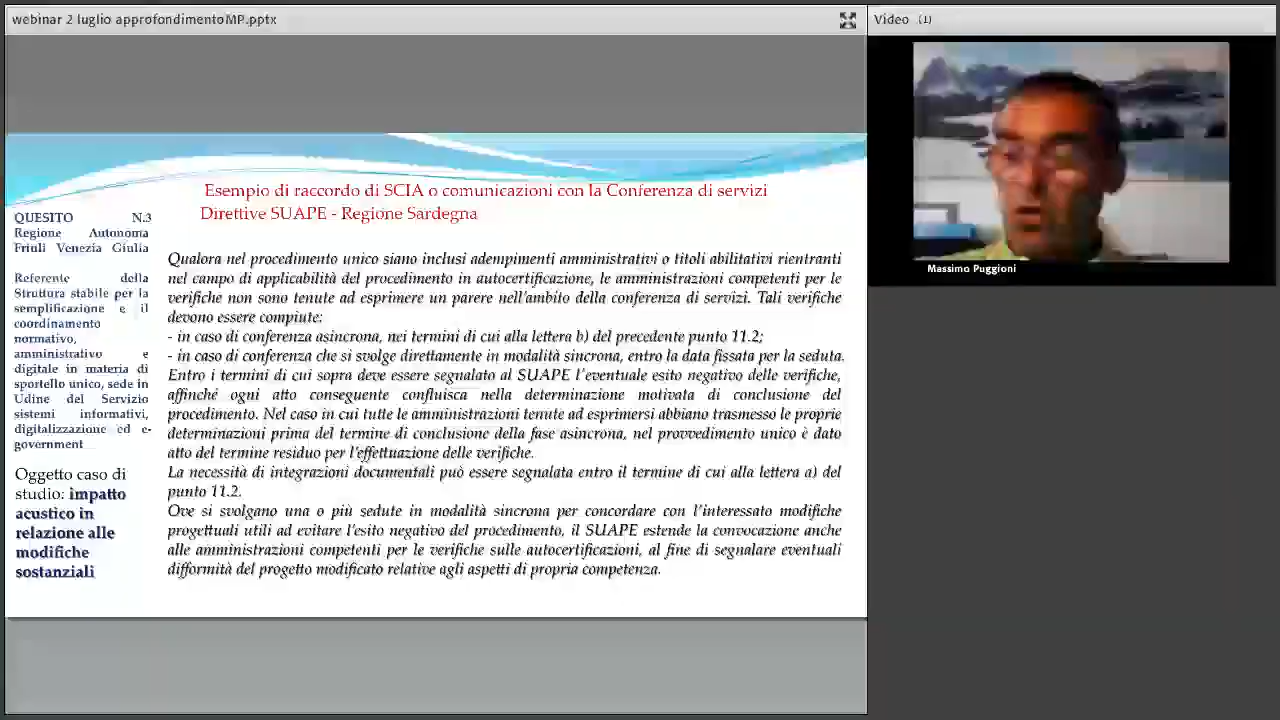 webinar 2 luglio approfondimentoMP.pptx
Video (1)
Esempio di raccordo di SCIA o comunicazioni con la Conferenza di servizi
Direttive SUAPE - Regione Sardegna
QUESITO N.3
Regione Autonoma
Friuli Venezia Giulia
Referente della
Struttura stabile per la
semplificazione e il
coordinamento
normativo,
amministrativo e
digitale in materia di
sportello unico, sede in
Udine del Servizio
sistemi informativi,
digitalizzazione ed e-
government
Oggetto caso di
studio: impatto
acustico in
relazione alle
modifiche
sostanziali
Qualora nel procedimento unico siano inclusi adempimenti amministrativi o titoli abilitativi rientranti
nel campo di applicabilità del procedimento in autocertificazione, le amministrazioni competenti per le
verifiche non sono tenute ad esprimere un parere nell'ambito della conferenza di servizi. Tali verifiche
devono essere compiute:
- in caso di conferenza asincrona, nei termini di cui alla lettera b) del precedente punto 11.2;
- in caso di conferenza che si svolge direttamente in modalità sincrona, entro la data fissata per la seduta.
Entro i termini di cui sopra deve essere segnalato al SUAPE l'eventuale esito negativo delle verifiche,
affinché ogni atto conseguente confluisca nella determinazione motivata di conclusione del
procedimento. Nel caso in cui tutte le amministrazioni tenute ad esprimersi abbiano trasmesso le proprie
determinazioni prima del termine di conclusione della fase asincrona, nel provvedimento unico è dato
atto del termine residuo per l'effettuazione delle verifiche.
La necessità di integrazioni documentali può essere segnalata entro il termine di cui alla lettera a) del
punto 11.2.
Ove si svolgano una o più sedute in modalità sincrona per concordare con l'interessato modifiche
progettuali utili ad evitare l'esito negativo del procedimento, il SUAPE estende la convocazione anche
alle amministrazioni competenti per le verifiche sulle autocertificazioni, al fine di segnalare eventuali
difformità del progetto modificato relative agli aspetti di propria competenza.
Massimo Puggioni